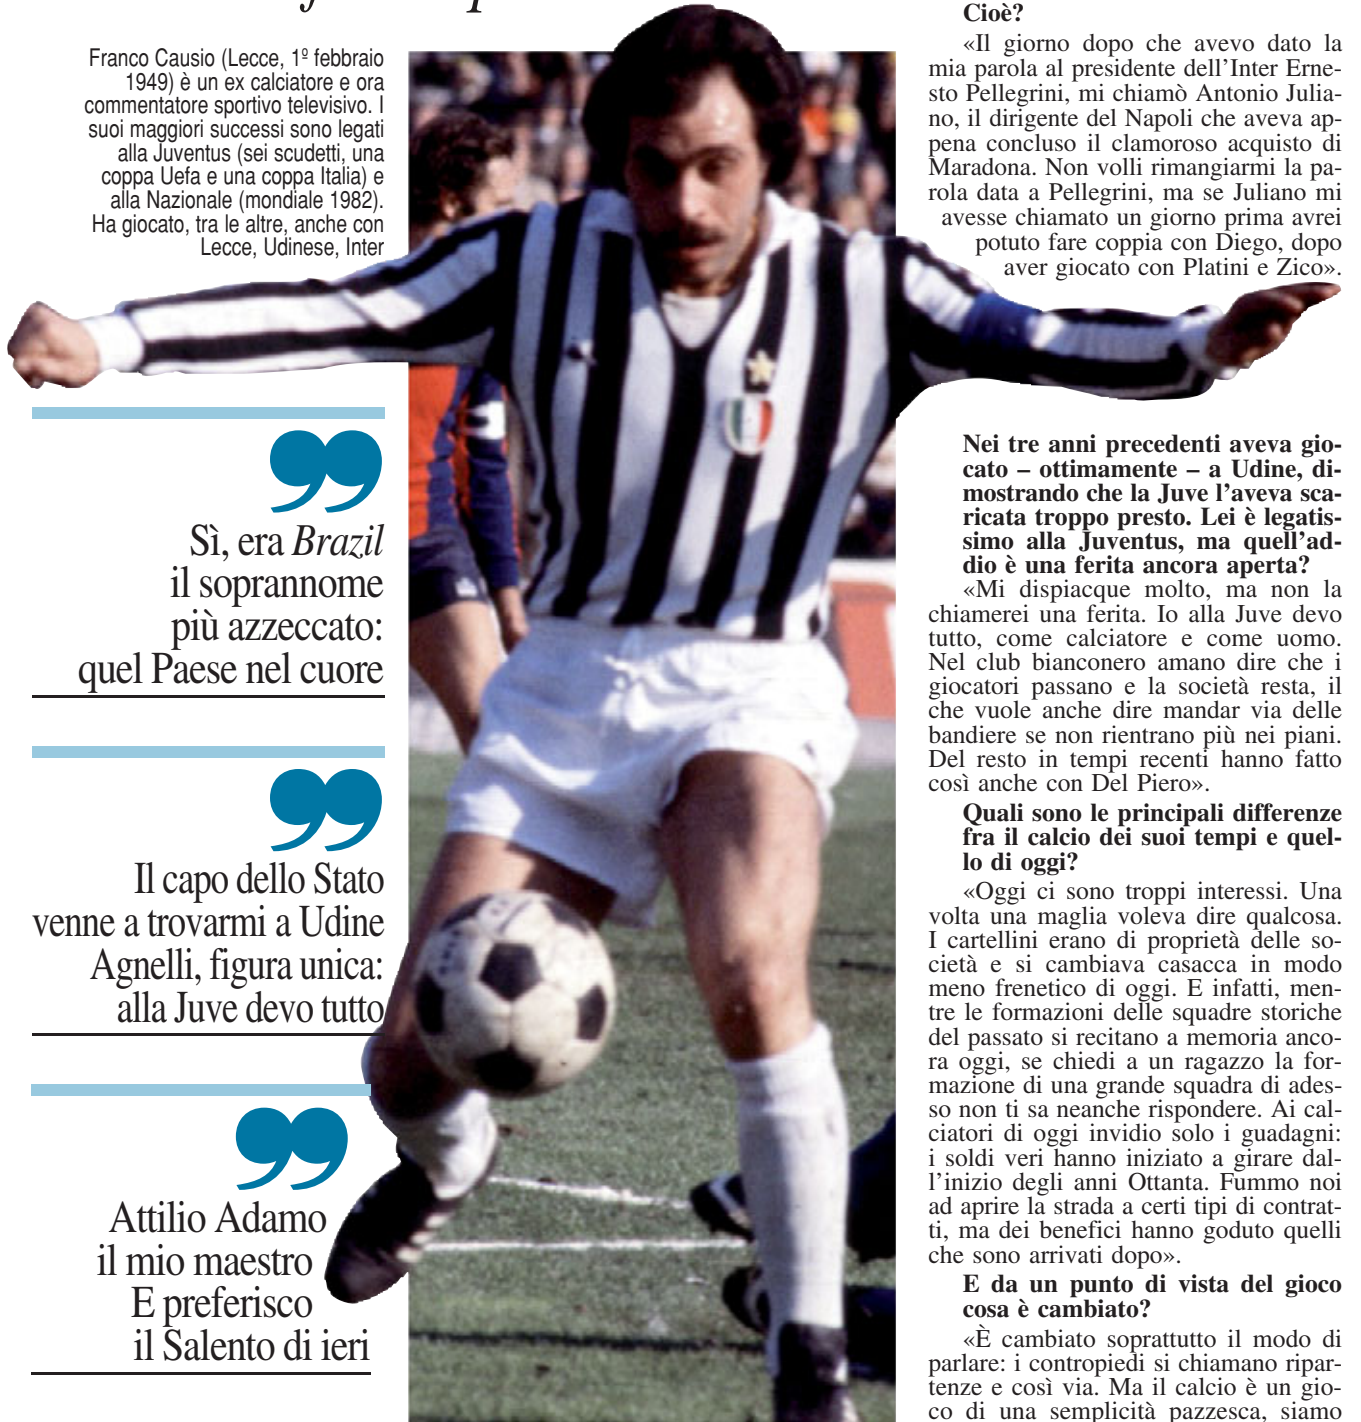 Franco Causio (Lecce, 1º febbraio
1949) è un ex calciatore e ora
commentatore sportivo televisivo. I
suoi maggiori successi sono legati
alla Juventus (sei scudetti, una
coppa Uefa e una coppa Italia) e
alla Nazionale (mondiale 1982).
Ha giocato, tra le altre, anche con
Lecce, Udinese, Inter
”
Sì, era Brazil
il soprannome
più azzeccato:
quel Paese nel cuore
”
Il capo dello Stato
venne a trovarmi a Udine
Agnelli, figura unica:
alla Juve devo tutto
”
Attilio Adamo
il mio maestro
E preferisco
il Salento di ieri
Cioè?
«Il giorno dopo che avevo dato la
mia parola al presidente dell'Inter Erne-
sto Pellegrini, mi chiamò Antonio Julia-
no, il dirigente del Napoli che aveva ap-
pena concluso il clamoroso acquisto di
Maradona. Non volli rimangiarmi la pa-
rola data a Pellegrini, ma se Juliano mi
avesse chiamato un giorno prima avrei
potuto fare coppia con Diego, dopo
aver giocato con Platini e Zico».
Nei tre anni precedenti aveva gio-
cato – ottimamente – a Udine, di-
mostrando che la Juve l'aveva sca-
ricata troppo presto. Lei è legatis-
simo alla Juventus, ma quell'ad-
dio è una ferita ancora aperta?
«Mi dispiacque molto, ma non la
chiamerei una ferita. Io alla Juve devo
tutto, come calciatore e come uomo.
Nel club bianconero amano dire che i
giocatori passano e la società resta, il
che vuole anche dire mandar via delle
bandiere se non rientrano più nei piani.
Del resto in tempi recenti hanno fatto
così anche con Del Piero».
Quali sono le principali differenze
fra il calcio dei suoi tempi e quel-
lo di oggi?
«Oggi ci sono troppi interessi. Una
volta una maglia voleva dire qualcosa.
I cartellini erano di proprietà delle so-
cietà e si cambiava casacca in modo
meno frenetico di oggi. E infatti, men-
tre le formazioni delle squadre storiche
del passato si recitano a memoria anco-
ra oggi, se chiedi a un ragazzo la for-
mazione di una grande squadra di ades-
so non ti sa neanche rispondere. Ai cal-
ciatori di oggi invidio solo i guadagni:
i soldi veri hanno iniziato a girare dal-
l'inizio degli anni Ottanta. Fummo noi
ad aprire la strada a certi tipi di contrat-
ti, ma dei benefici hanno goduto quelli
che sono arrivati dopo».
E da un punto di vista del gioco
cosa è cambiato?
«È cambiato soprattutto il modo di
parlare: i contropiedi si chiamano ripar-
tenze e così via. Ma il calcio è un gio-
co di una semplicità pazzesca, siamo